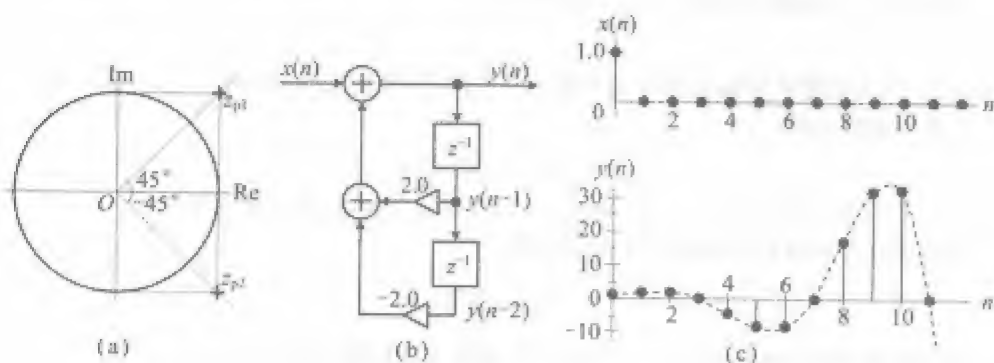 Im
z_p1
45°
O
-45°
Re
z_p2
(a)
x(n)
y(n)
z⁻¹
2.0
y(n-1)
z⁻¹
-2.0
y(n-2)
(b)
x(n)
1.0
0
2 4 6 8 10 n
y(n)
30
20
10
0
-10
2 4 6 8 10 n
(c)